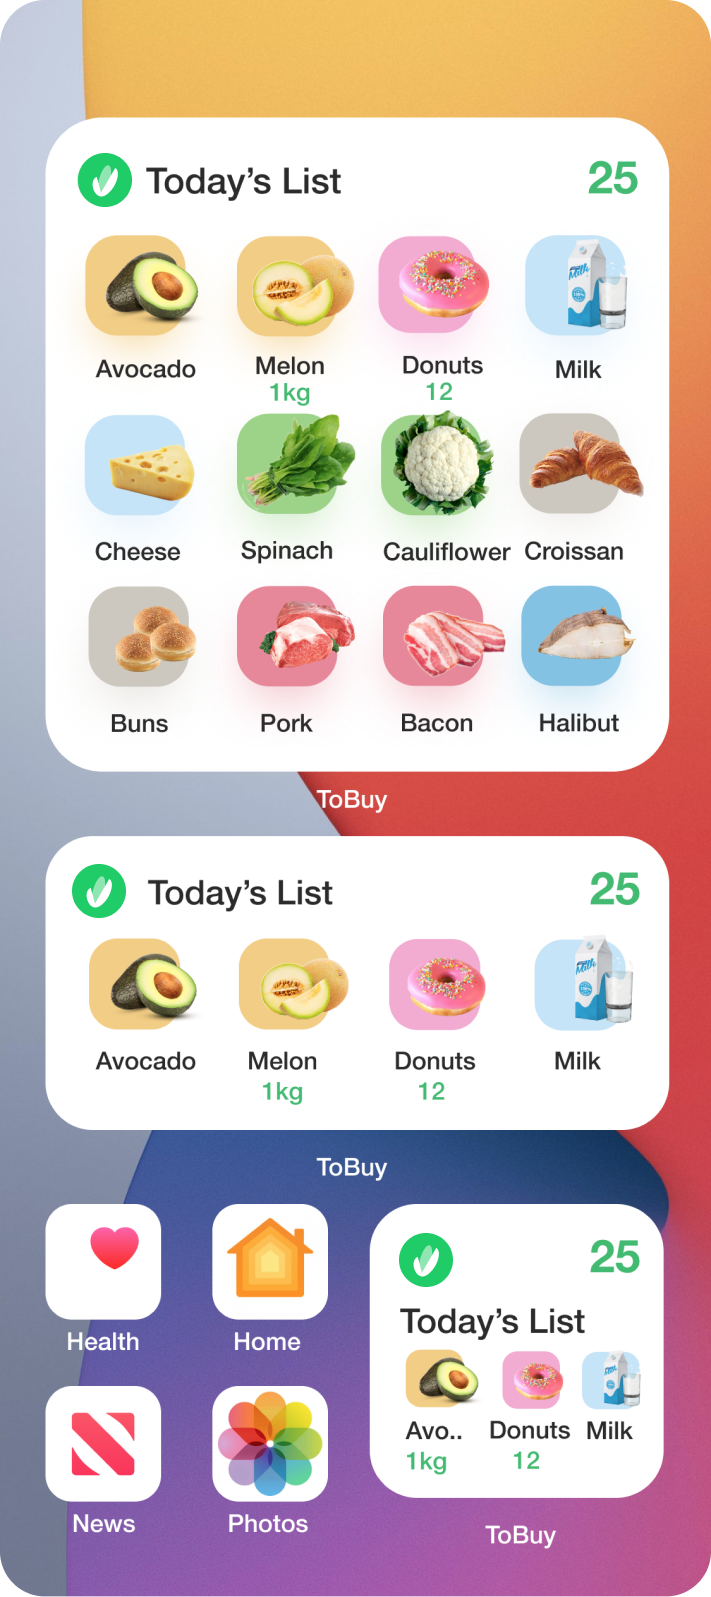 Today’s List 25
Avocado Melon Donuts Milk
1kg 12
Cheese Spinach Cauliflower Croissan
Buns Pork Bacon Halibut
ToBuy
Today’s List 25
Milk
Avocado Melon Donuts Milk
1kg 12
ToBuy
25
Today’s List
Avo.. Donuts Milk
1kg 12
ToBuy
Health Home
News Photos